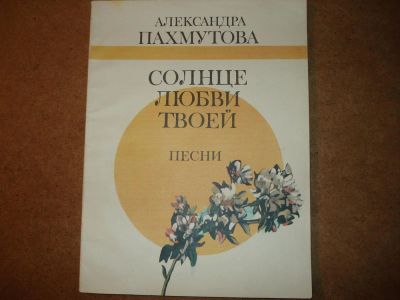 АЛЕКСАНДРА
ПАХМУТОВА
СОЛНЦЕ
ЛЮБВИ
ТВОЕЙ
ПЕСНИ